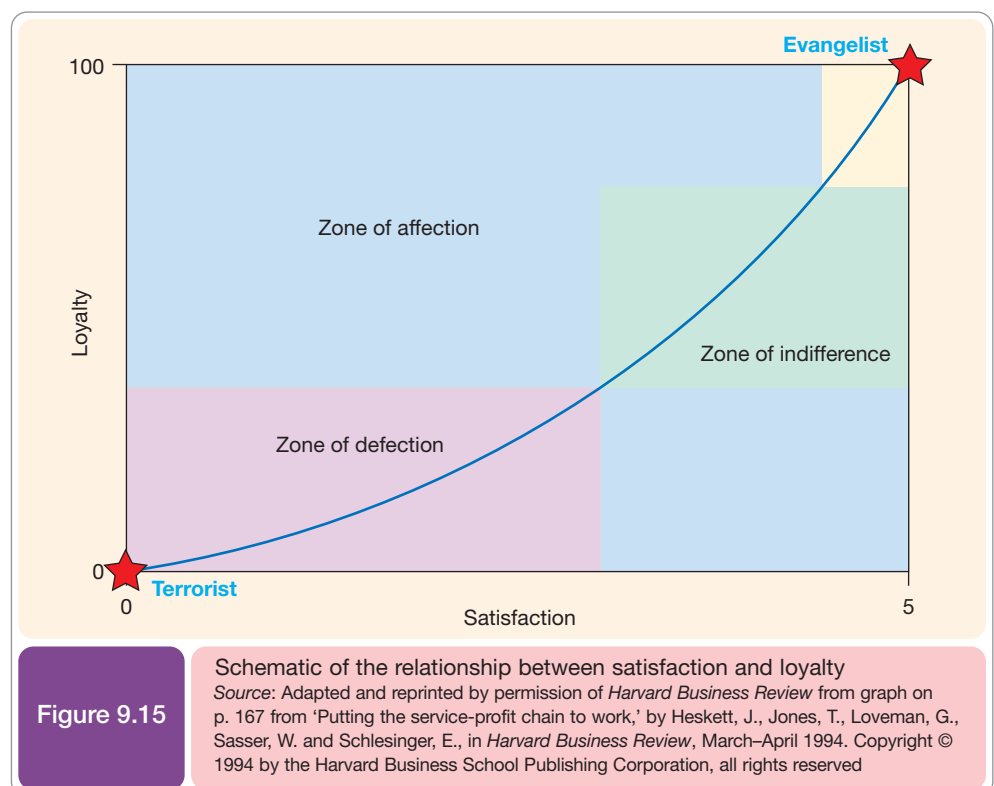 Evangelist
100
Zone of affection
Loyalty
Zone of indifference
Zone of defection
0
Terrorist
0
5
Satisfaction
Figure 9.15
Schematic of the relationship between satisfaction and loyalty
Source: Adapted and reprinted by permission of Harvard Business Review from graph on
p. 167 from ‘Putting the service-profit chain to work,’ by Heskett, J., Jones, T., Loveman, G.,
Sasser, W. and Schlesinger, E., in Harvard Business Review, March–April 1994. Copyright ©
1994 by the Harvard Business School Publishing Corporation, all rights reserved